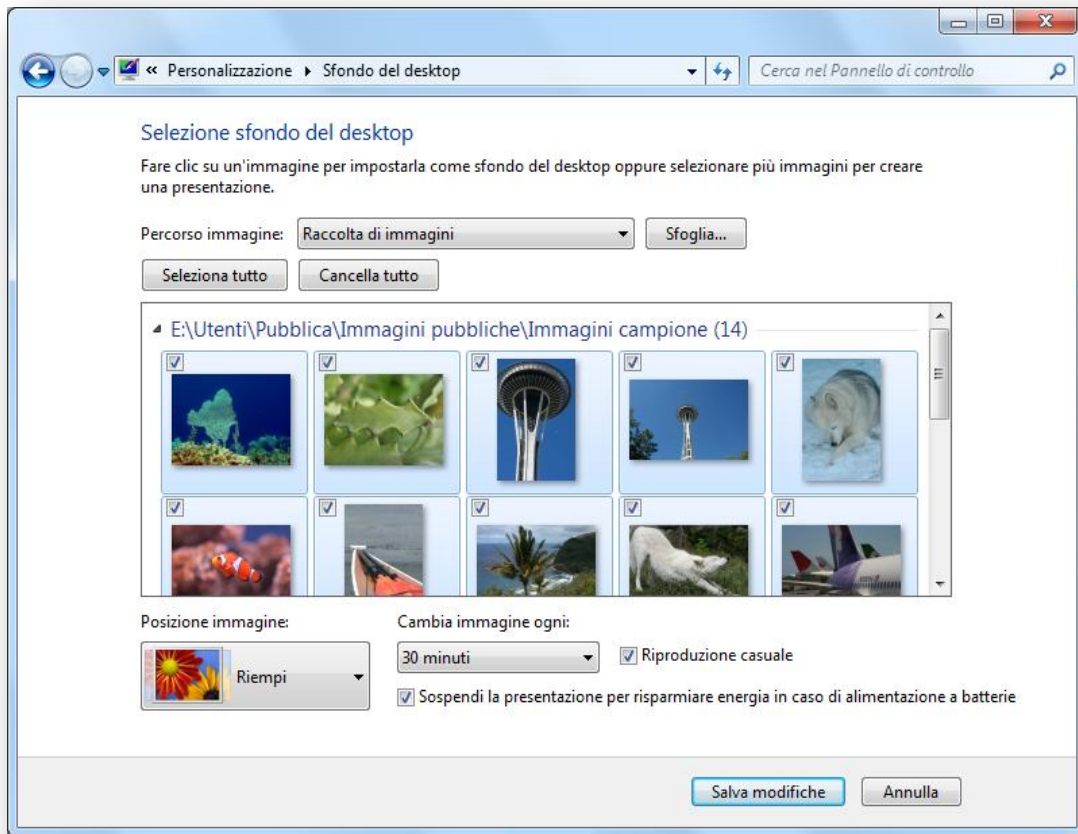 « Personalizzazione ▸ Sfondo del desktop
Cerca nel Pannello di controllo
Selezione sfondo del desktop
Fare clic su un'immagine per impostarla come sfondo del desktop oppure selezionare più immagini per creare
una presentazione.
Percorso immagine: Raccolta di immagini Sfoglia...
Seleziona tutto Cancella tutto
E:\Utenti\Pubblica\Immagini pubbliche\Immagini campione (14)
Posizione immagine: Cambia immagine ogni:
Riempi 30 minuti Riproduzione casuale
Sospendi la presentazione per risparmiare energia in caso di alimentazione a batterie
Salva modifiche Annulla